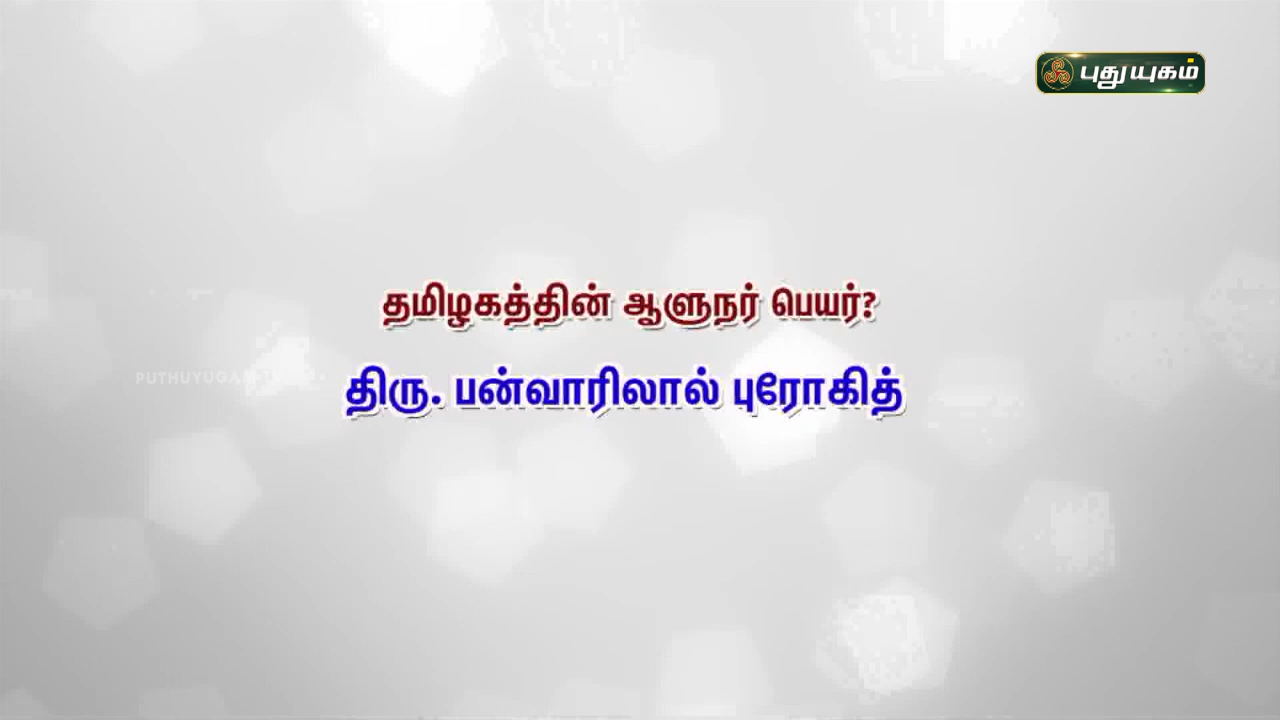 புதுயுகம்
தமிழகத்தின் ஆளுநர் பெயர்?
திரு. பன்வாரிலால் புரோகித்